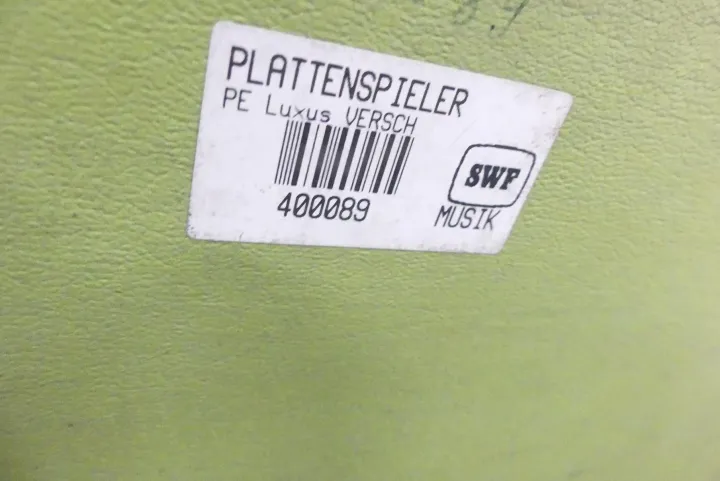 PLATTENSPIELER
PE Luxus VERSCH
400089
SWF
MUSIK